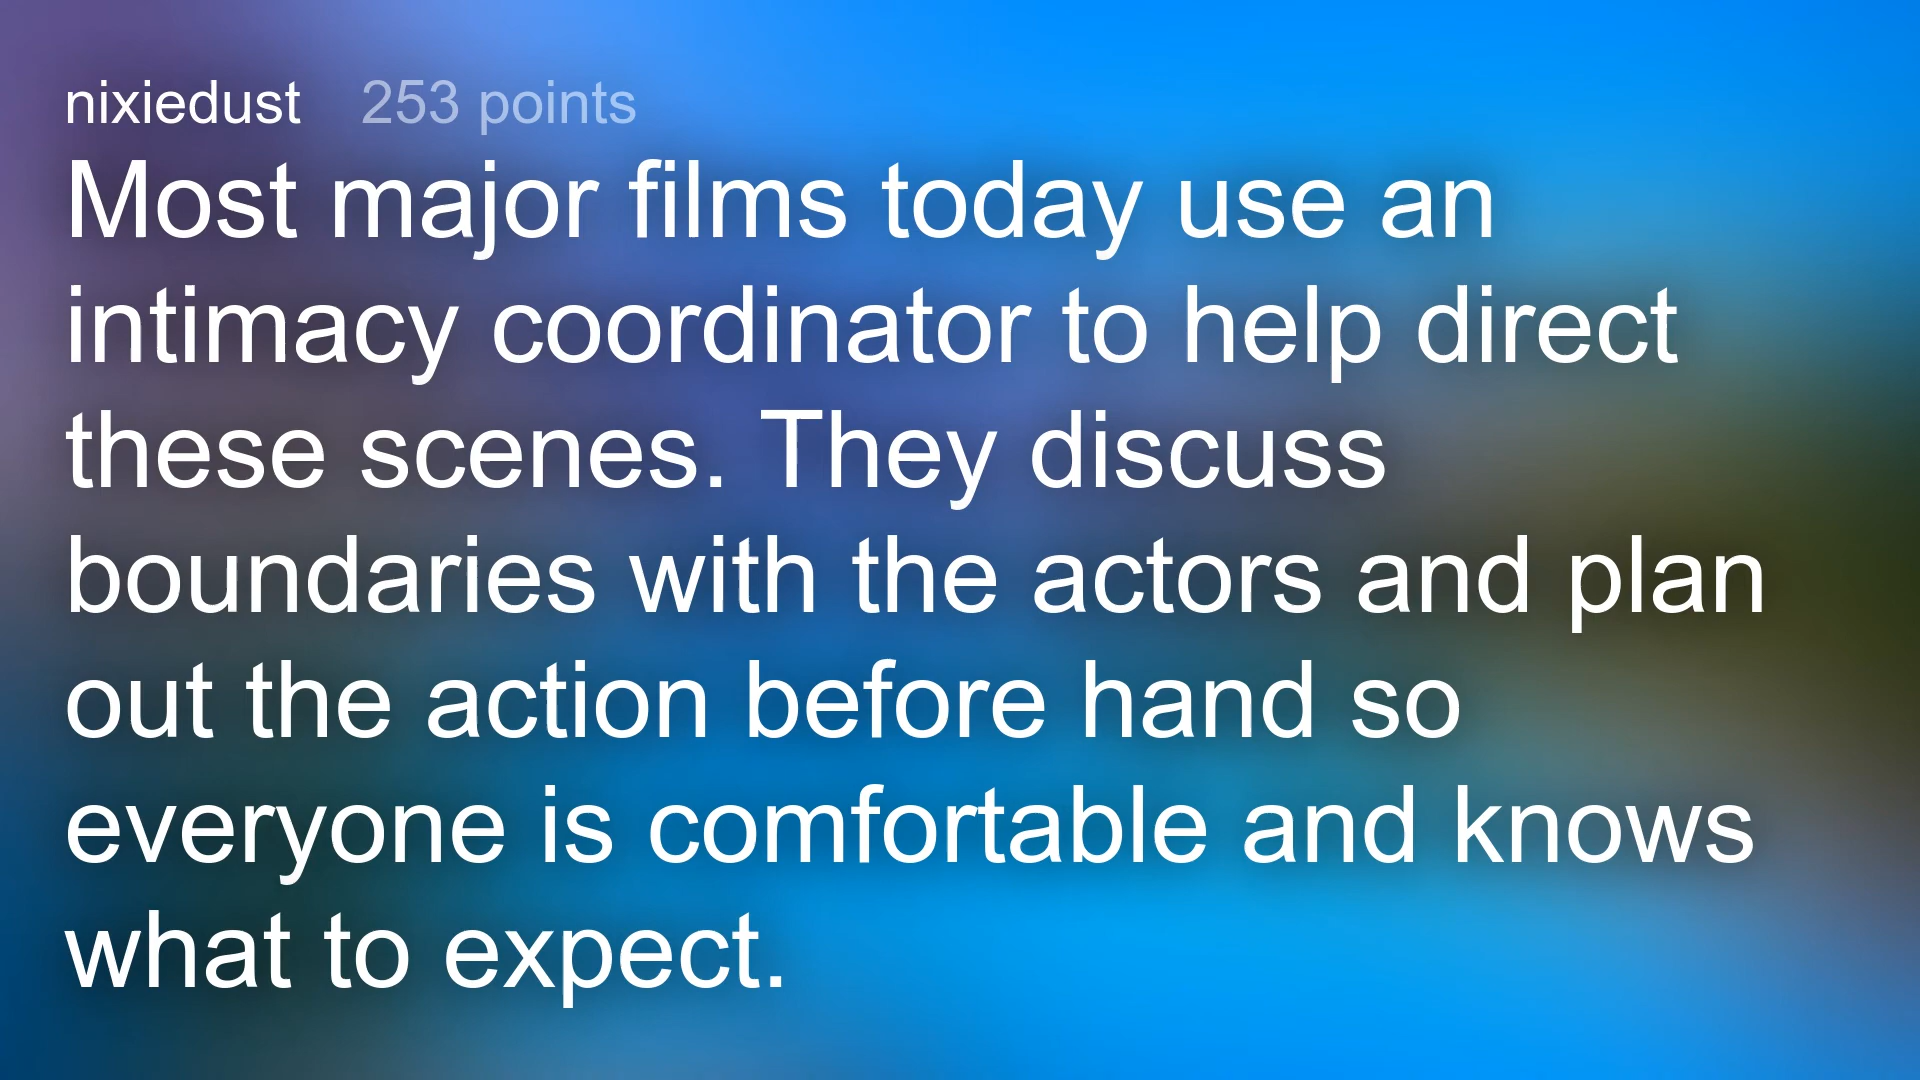 nixiedust 253 points
Most major films today use an
intimacy coordinator to help direct
these scenes. They discuss
boundaries with the actors and plan
out the action before hand so
everyone is comfortable and knows
what to expect.